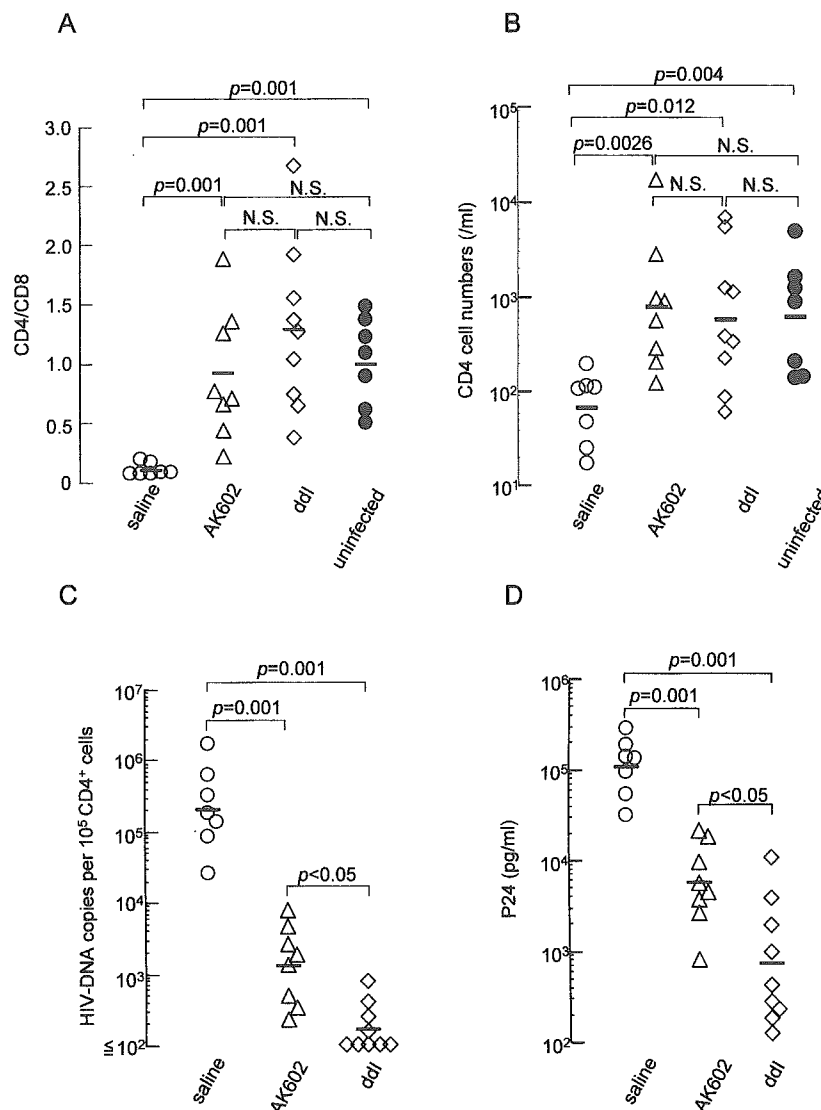 A
p=0.001
p=0.001
p=0.001
N.S.
N.S.
N.S.
CD4/CD8
3.0
2.5
2.0
1.5
1.0
0.5
0
saline
AK602
ddI
uninfected
B
p=0.004
p=0.012
p=0.0026
N.S.
N.S.
N.S.
CD4 cell numbers (/ml)
10⁵
10⁴
10³
10²
10¹
saline
AK602
ddI
uninfected
C
p=0.001
p=0.001
p<0.05
HIV-DNA copies per 10⁵ CD4⁺ cells
10⁷
10⁶
10⁵
10⁴
10³
≤10²
saline
AK602
ddI
D
p=0.001
p=0.001
p<0.05
P24 (pg/ml)
10⁶
10⁵
10⁴
10³
10²
saline
AK602
ddI